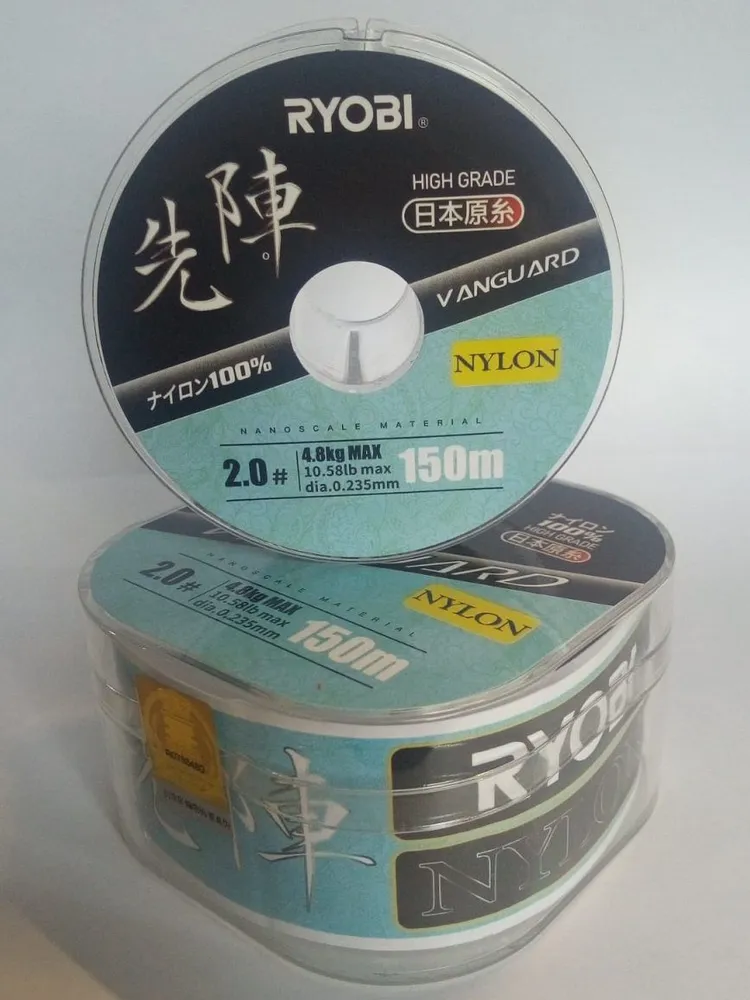 RYOBI®
先陣
HIGH GRADE
日本原糸
VANGUARD
ナイロン100%
NYLON
NANOSCALE MATERIAL
2.0#
4.8kg MAX
10.58lb max
dia.0.235mm
150m
ナイロン
100%
HIGH GRADE
日本原糸
NANOSCALE MATERIAL
2.0#
4.8kg MAX
10.58lb max
dia.0.235mm
150m
NYLON
RYOBI
陣
NYLON